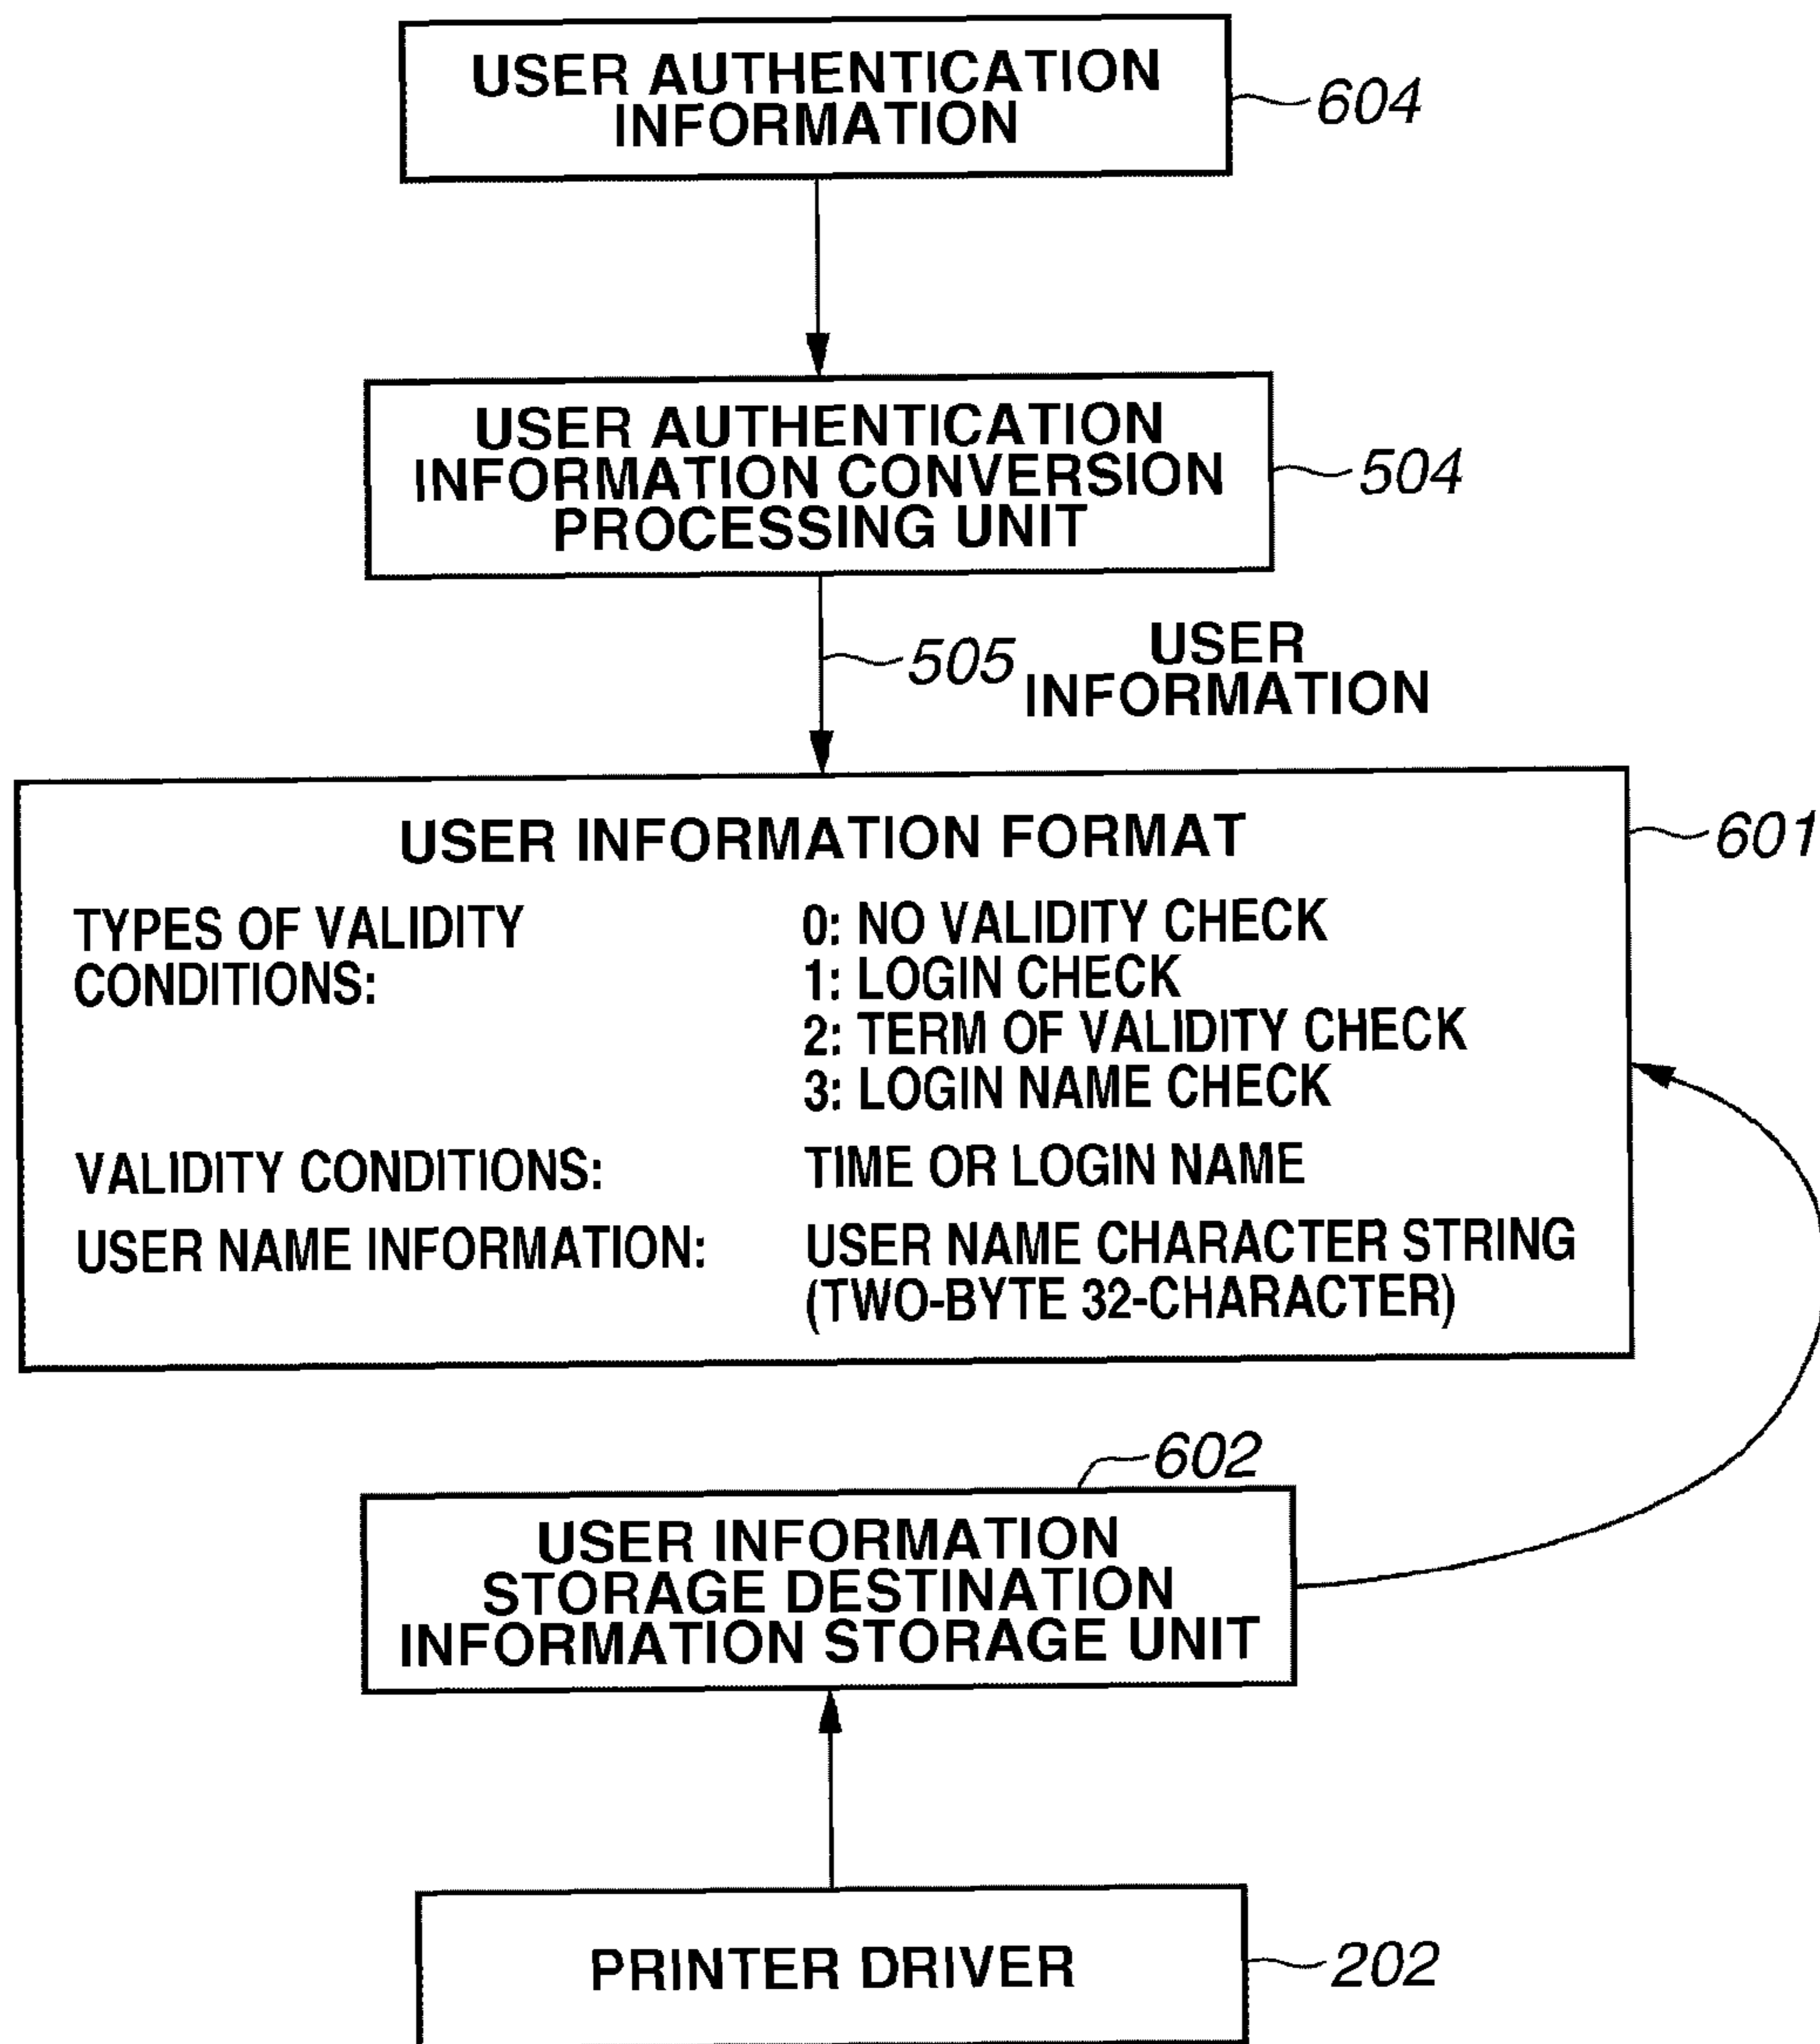 USER AUTHENTICATION
INFORMATION
604
USER AUTHENTICATION
INFORMATION CONVERSION
PROCESSING UNIT
504
505
USER
INFORMATION
USER INFORMATION FORMAT
601
TYPES OF VALIDITY
CONDITIONS:
0: NO VALIDITY CHECK
1: LOGIN CHECK
2: TERM OF VALIDITY CHECK
3: LOGIN NAME CHECK
VALIDITY CONDITIONS: TIME OR LOGIN NAME
USER NAME INFORMATION: USER NAME CHARACTER STRING
(TWO-BYTE 32-CHARACTER)
602
USER INFORMATION
STORAGE DESTINATION
INFORMATION STORAGE UNIT
PRINTER DRIVER
202